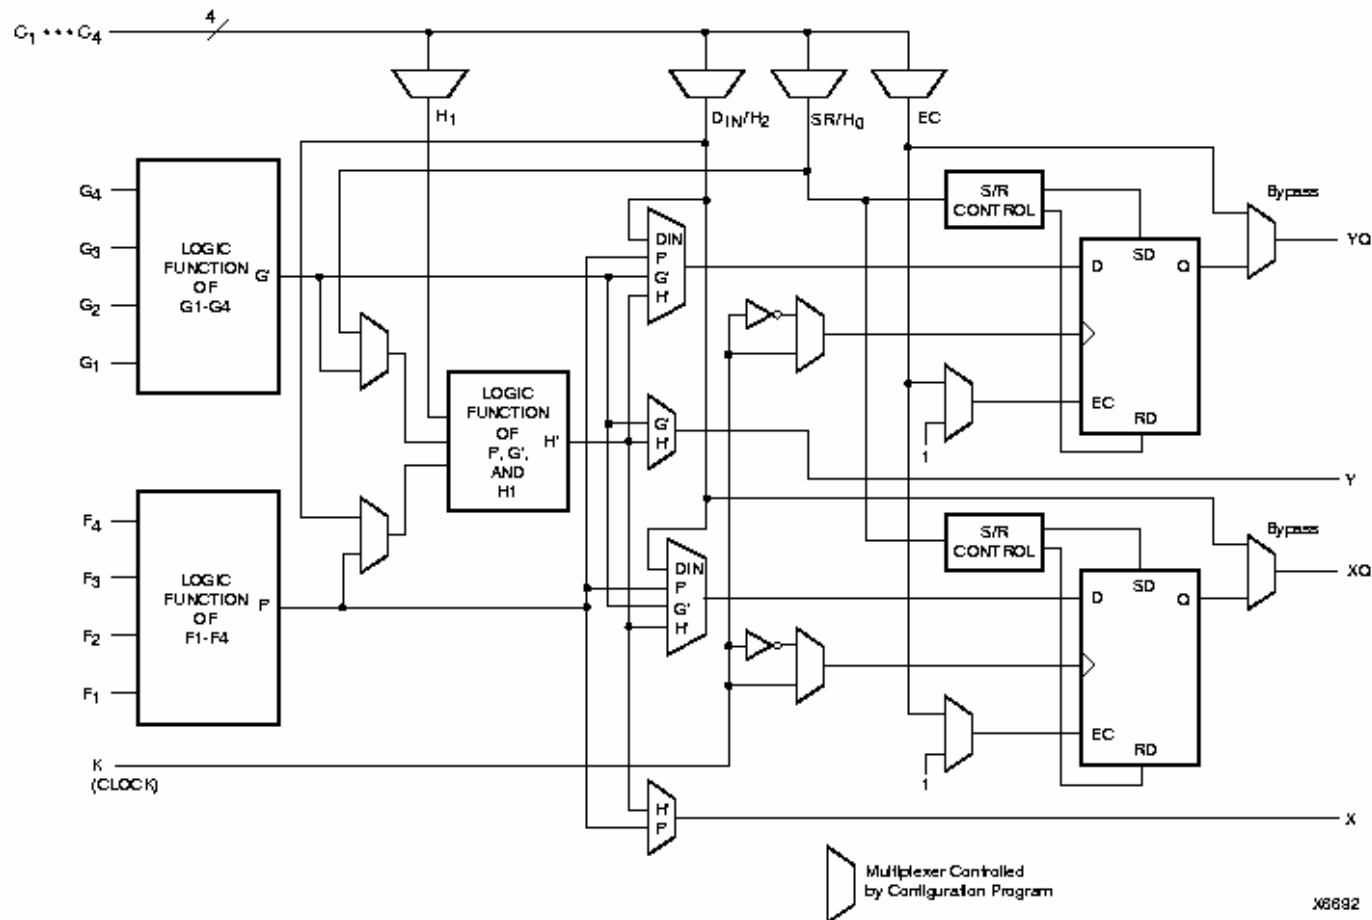 C1 • • • C4
4
H1
DIN/H2
SR/H0
EC
G4
G3
G2
G1
LOGIC
FUNCTION
OF
G1-G4
G'
S/R
CONTROL
Bypass
DIN
F'
G'
H'
D
SD
Q
YQ
LOGIC
FUNCTION
OF
F', G',
AND
H1
H'
G'
H'
EC
RD
1
Y
F4
F3
F2
F1
LOGIC
FUNCTION
OF
F1-F4
F'
S/R
CONTROL
Bypass
DIN
F'
G'
H'
D
SD
Q
XQ
EC
RD
1
K
(CLOCK)
H'
F'
X
Multiplexer Controlled
by Configuration Program
X6692